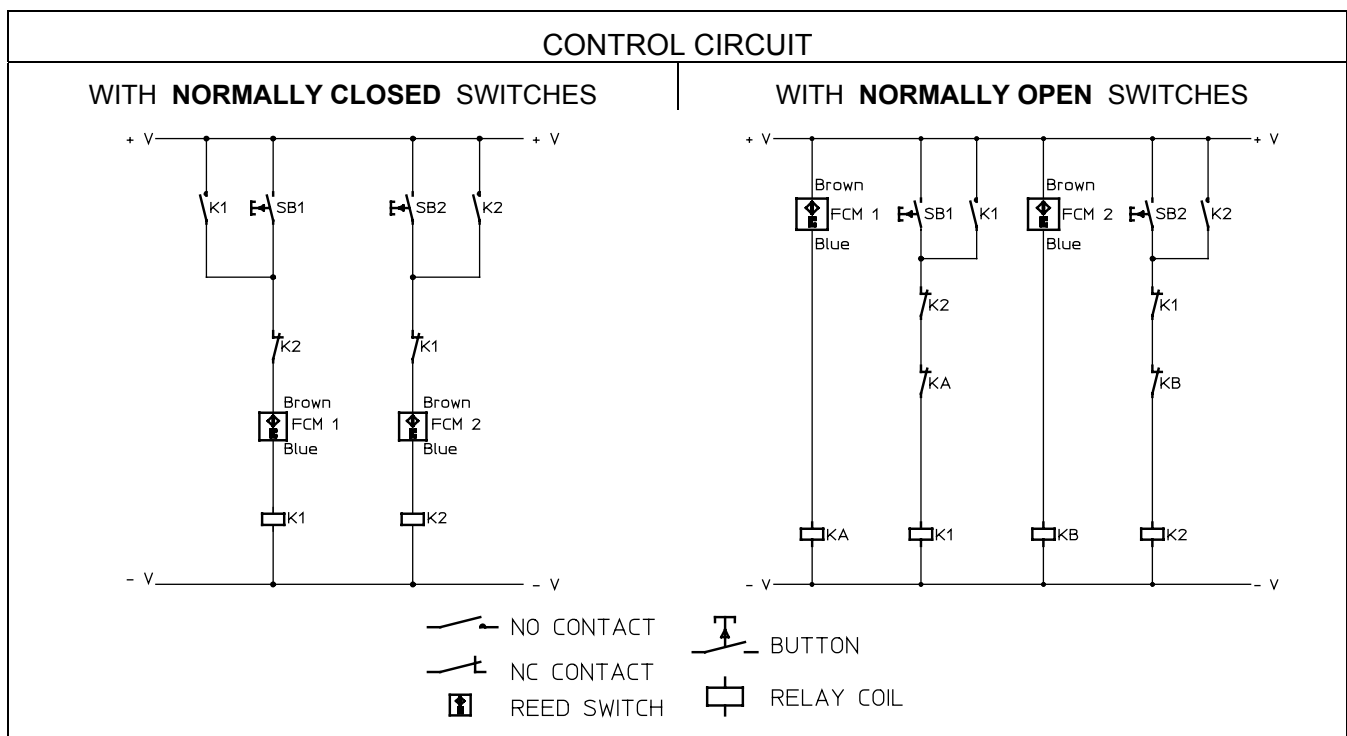 CONTROL CIRCUIT
WITH NORMALLY CLOSED SWITCHES
+ V
+ V
K1
SB1
SB2
K2
K2
K1
Brown
FCM 1
Blue
Brown
FCM 2
Blue
K1
K2
- V
- V
WITH NORMALLY OPEN SWITCHES
+ V
+ V
Brown
FCM 1
Blue
SB1
K1
Brown
FCM 2
Blue
SB2
K2
K2
K1
KA
KB
KA
K1
KB
K2
- V
- V
NO CONTACT
NC CONTACT
REED SWITCH
BUTTON
RELAY COIL